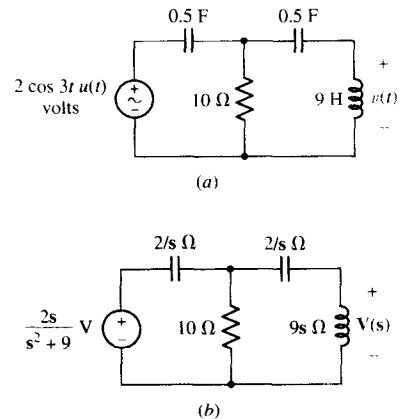 0.5 F 0.5 F
+
2 cos 3t u(t)
volts
10 Ω
9 H v(t)
−
(a)
2/s Ω 2/s Ω
+
2s
s² + 9
V
10 Ω
9s Ω V(s)
−
(b)